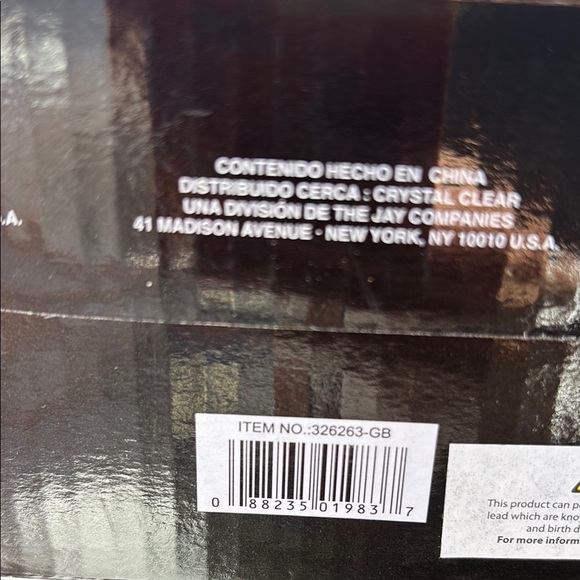 CONTENIDO HECHO EN CHINA
DISTRIBUIDO CERCA : CRYSTAL CLEAR
UNA DIVISIÓN DE THE JAY COMPANIES
41 MADISON AVENUE · NEW YORK, NY 10010 U.S.A.
.A.
ITEM NO.:326263-GB
0 88235 01983 7
This product can
lead which are
and birth
For more